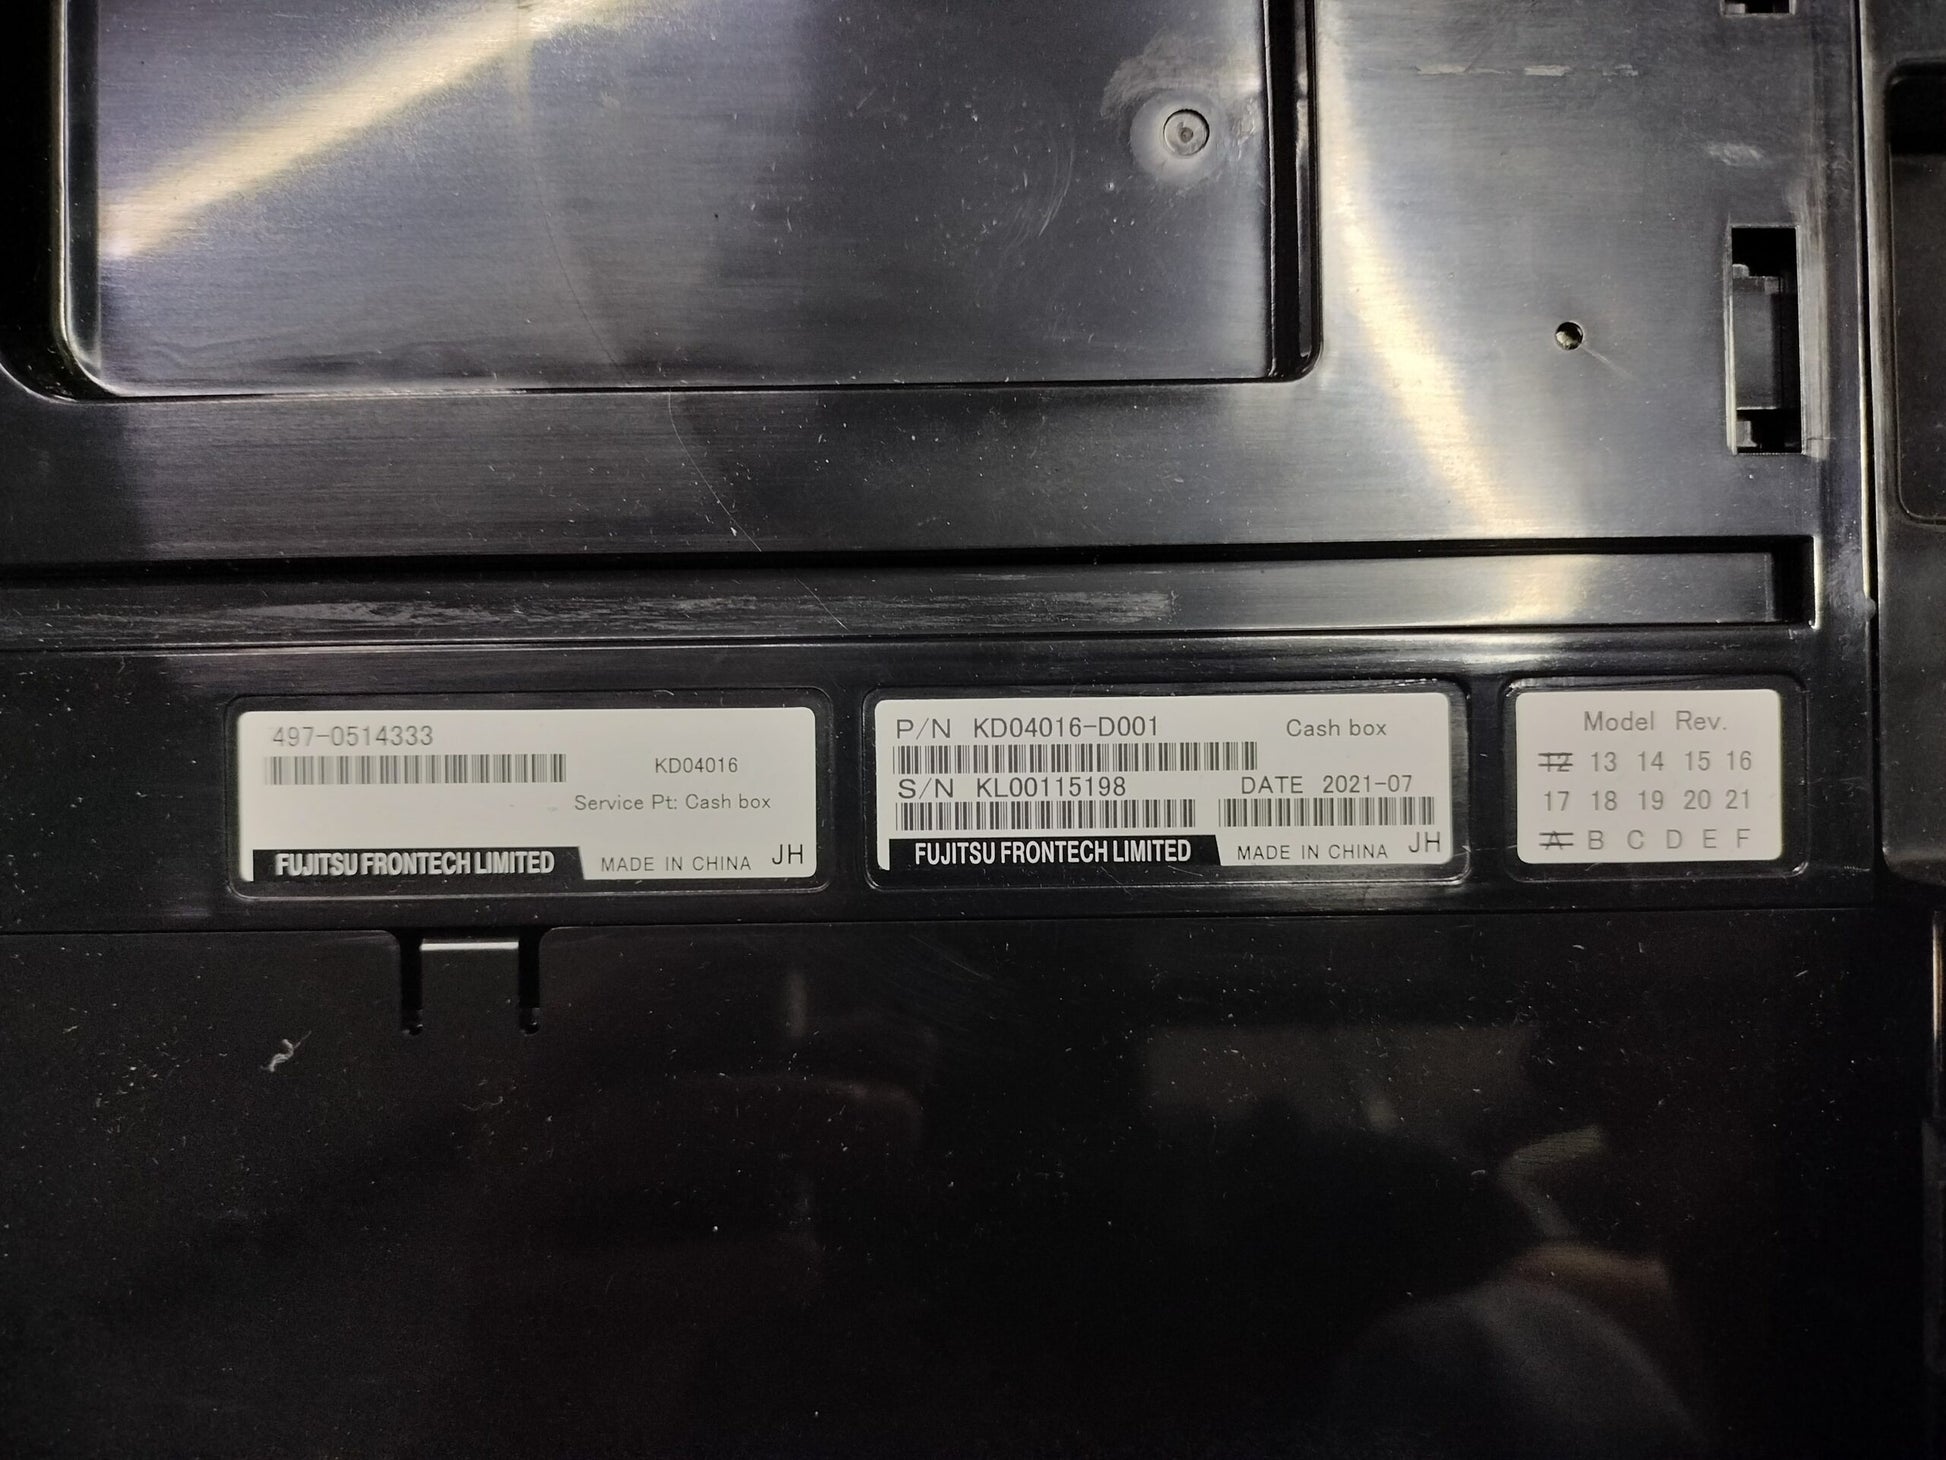 497-0514333
KD04016
Service Pt: Cash box
FUJITSU FRONTECH LIMITED MADE IN CHINA JH
P/N KD04016-D001 Cash box
S/N KL00115198 DATE 2021-07
FUJITSU FRONTECH LIMITED MADE IN CHINA JH
Model Rev.
12 13 14 15 16
17 18 19 20 21
A B C D E F